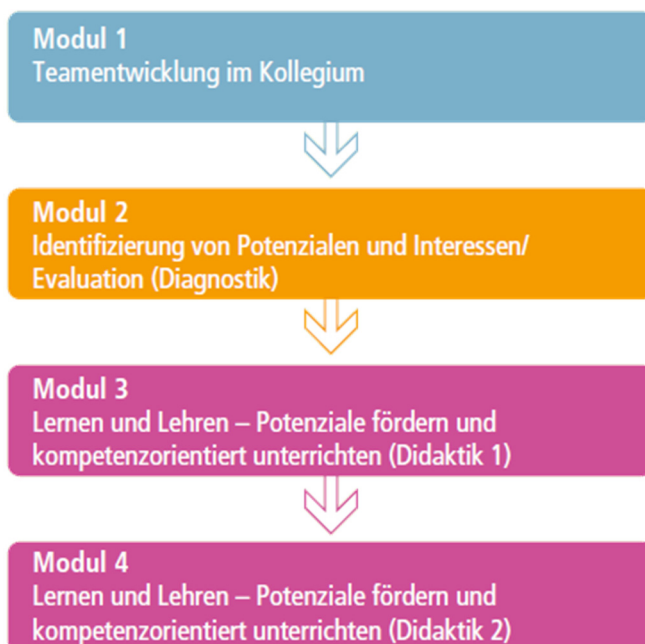 Modul 1
Teamentwicklung im Kollegium
Modul 2
Identifizierung von Potenzialen und Interessen/
Evaluation (Diagnostik)
Modul 3
Lernen und Lehren – Potenziale fördern und
kompetenzorientiert unterrichten (Didaktik 1)
Modul 4
Lernen und Lehren – Potenziale fördern und
kompetenzorientiert unterrichten (Didaktik 2)